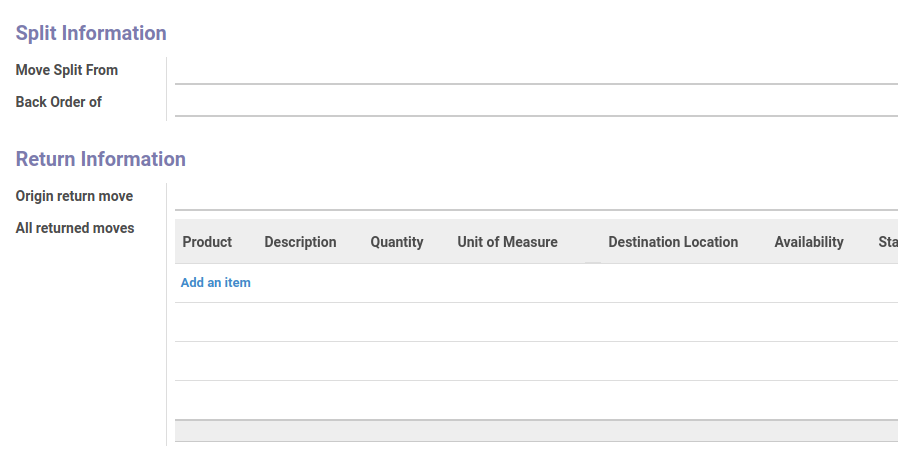 Split Information
Move Split From
Back Order of
Return Information
Origin return move
All returned moves
Product Description Quantity Unit of Measure Destination Location Availability Sta
Add an item